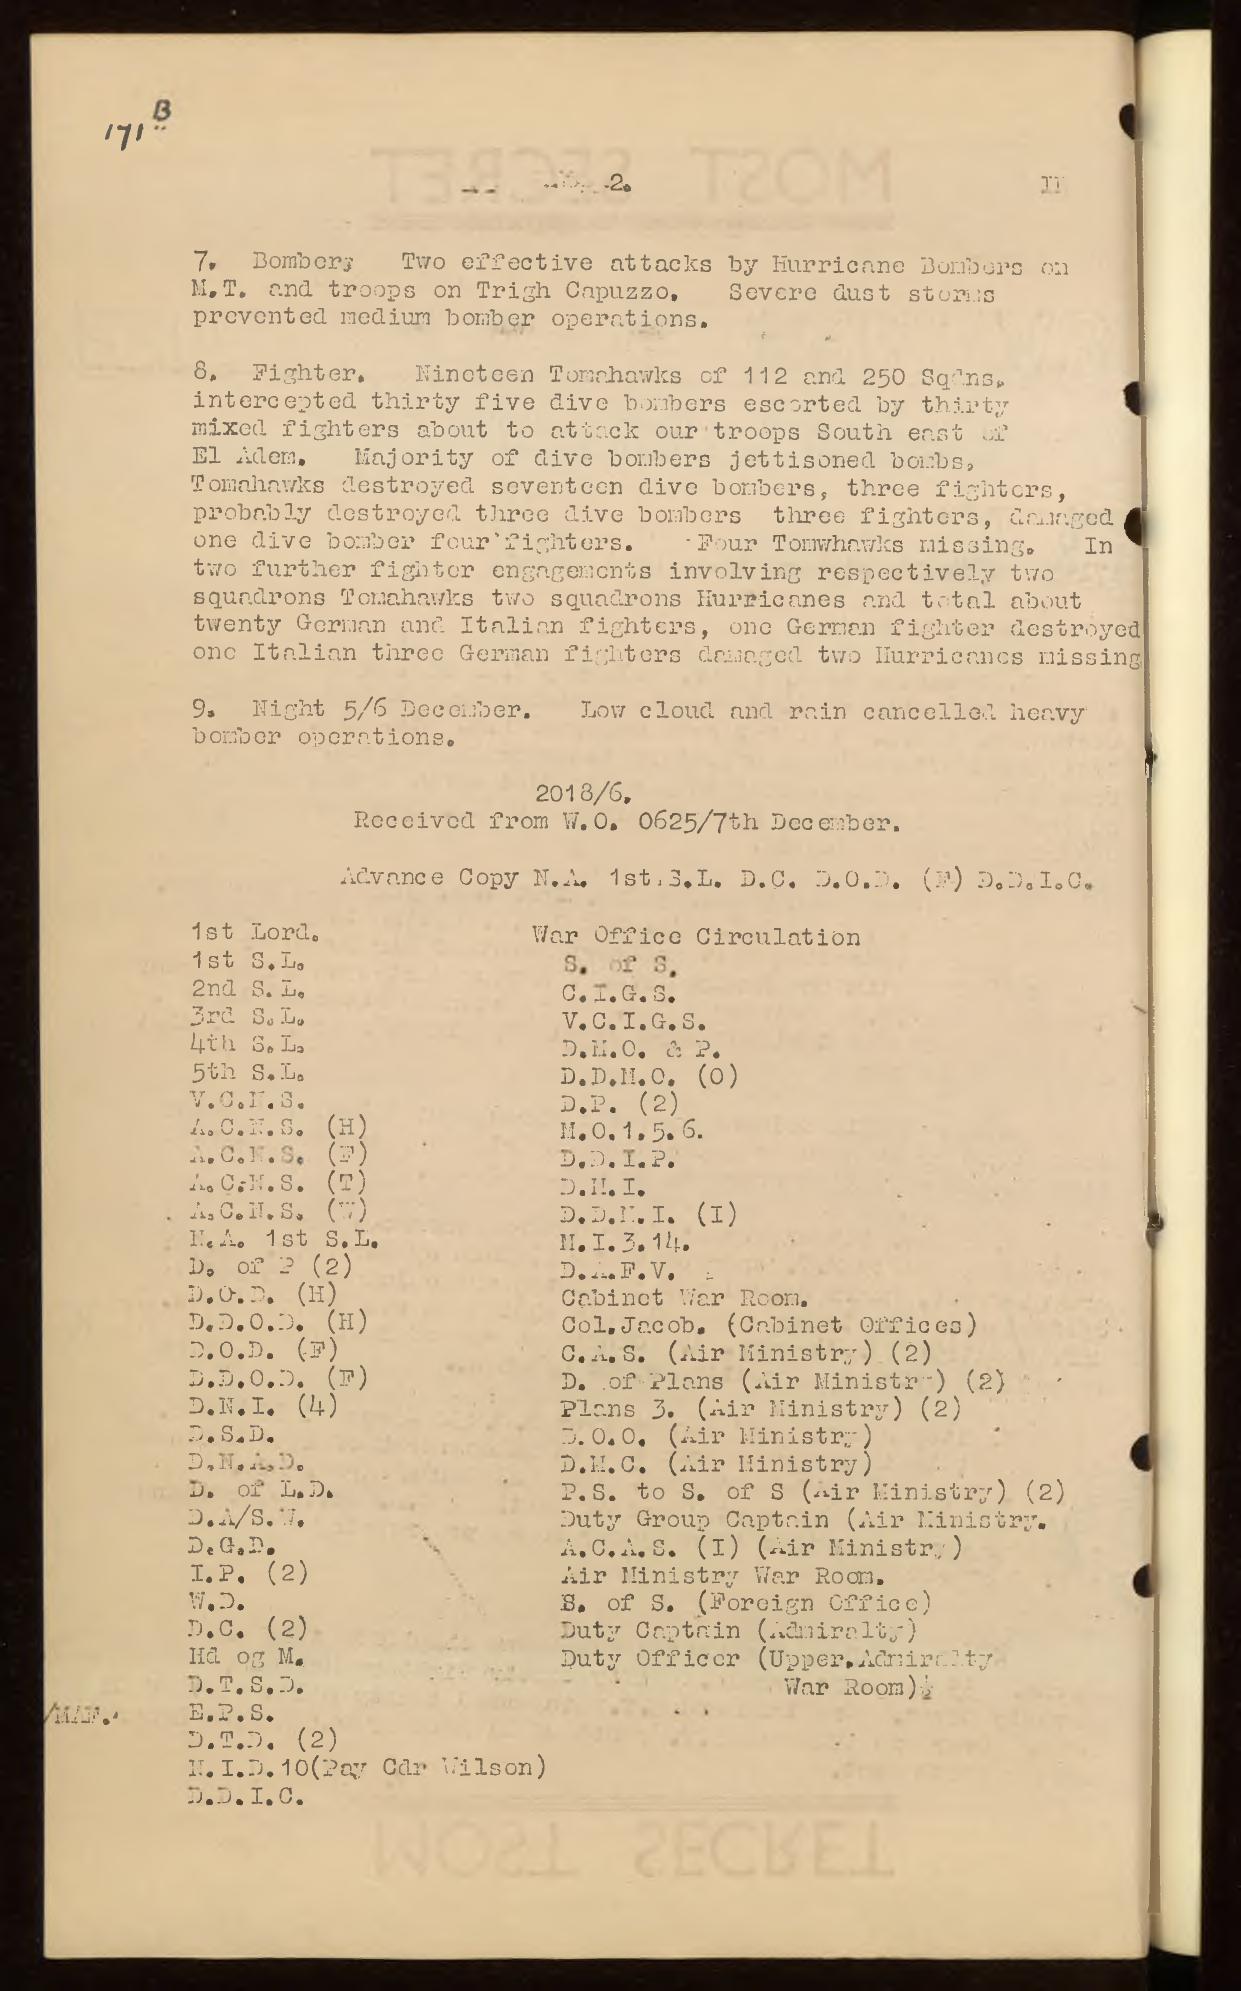 171 B
2.
II
7. Bombers Two effective attacks by Hurricane Bombers on
M.T. and troops on Trigh Capuzzo. Severe dust storms
prevented medium bomber operations.
8. Fighter. Nineteen Tomahawks of 112 and 250 Sqdns.
intercepted thirty five dive bombers escorted by thirty
mixed fighters about to attack our troops South east of
El Adem. Majority of dive bombers jettisoned bombs,
Tomahawks destroyed seventeen dive bombers, three fighters,
probably destroyed three dive bombers three fighters, damaged
one dive bomber four fighters. Four Tomwhawks missing. In
two further fighter engagements involving respectively two
squadrons Tomahawks two squadrons Hurricanes and total about
twenty German and Italian fighters, one German fighter destroyed
one Italian three German fighters damaged two Hurricanes missing
9. Night 5/6 December. Low cloud and rain cancelled heavy
bomber operations.
2018/6.
Received from W.O. 0625/7th December.
Advance Copy N.A. 1st.S.L. D.C. D.O.D. (F) D.D.I.C.
1st Lord.
1st S.L.
2nd S.L.
3rd S.L.
4th S.L.
5th S.L.
V.C.N.S.
A.C.N.S. (H)
A.C.N.S. (F)
A.C.N.S. (T)
A.C.N.S. (W)
N.A. 1st S.L.
D. of P (2)
D.O.D. (H)
D.D.O.D. (H)
D.O.D. (F)
D.D.O.D. (F)
D.N.I. (4)
D.S.D.
D.N.A.D.
D. of L.D.
D.A/S.W.
D.G.D.
I.P. (2)
W.D.
D.C. (2)
Hd og M.
D.T.S.D.
E.P.S.
D.T.D. (2)
N.I.D.10(Pay Cdr Wilson)
D.D.I.C.
War Office Circulation
S. of S.
C.I.G.S.
V.C.I.G.S.
D.M.O. & P.
D.D.M.O. (O)
D.P. (2)
M.O.1.5.6.
D.D.I.P.
D.M.I.
D.D.M.I. (I)
M.I.3.14.
D.A.F.V.
Cabinet War Room.
Col.Jacob. (Cabinet Offices)
C.A.S. (Air Ministry) (2)
D. of Plans (Air Ministry) (2)
Plans 3. (Air Ministry) (2)
D.O.O. (Air Ministry)
D.M.C. (Air Ministry)
P.S. to S. of S (Air Ministry) (2)
Duty Group Captain (Air Ministry.
A.C.A.S. (I) (Air Ministry)
Air Ministry War Room.
S. of S. (Foreign Office)
Duty Captain (Admiralty)
Duty Officer (Upper.Admiralty
War Room)
MOST SECRET
MOST SECRET